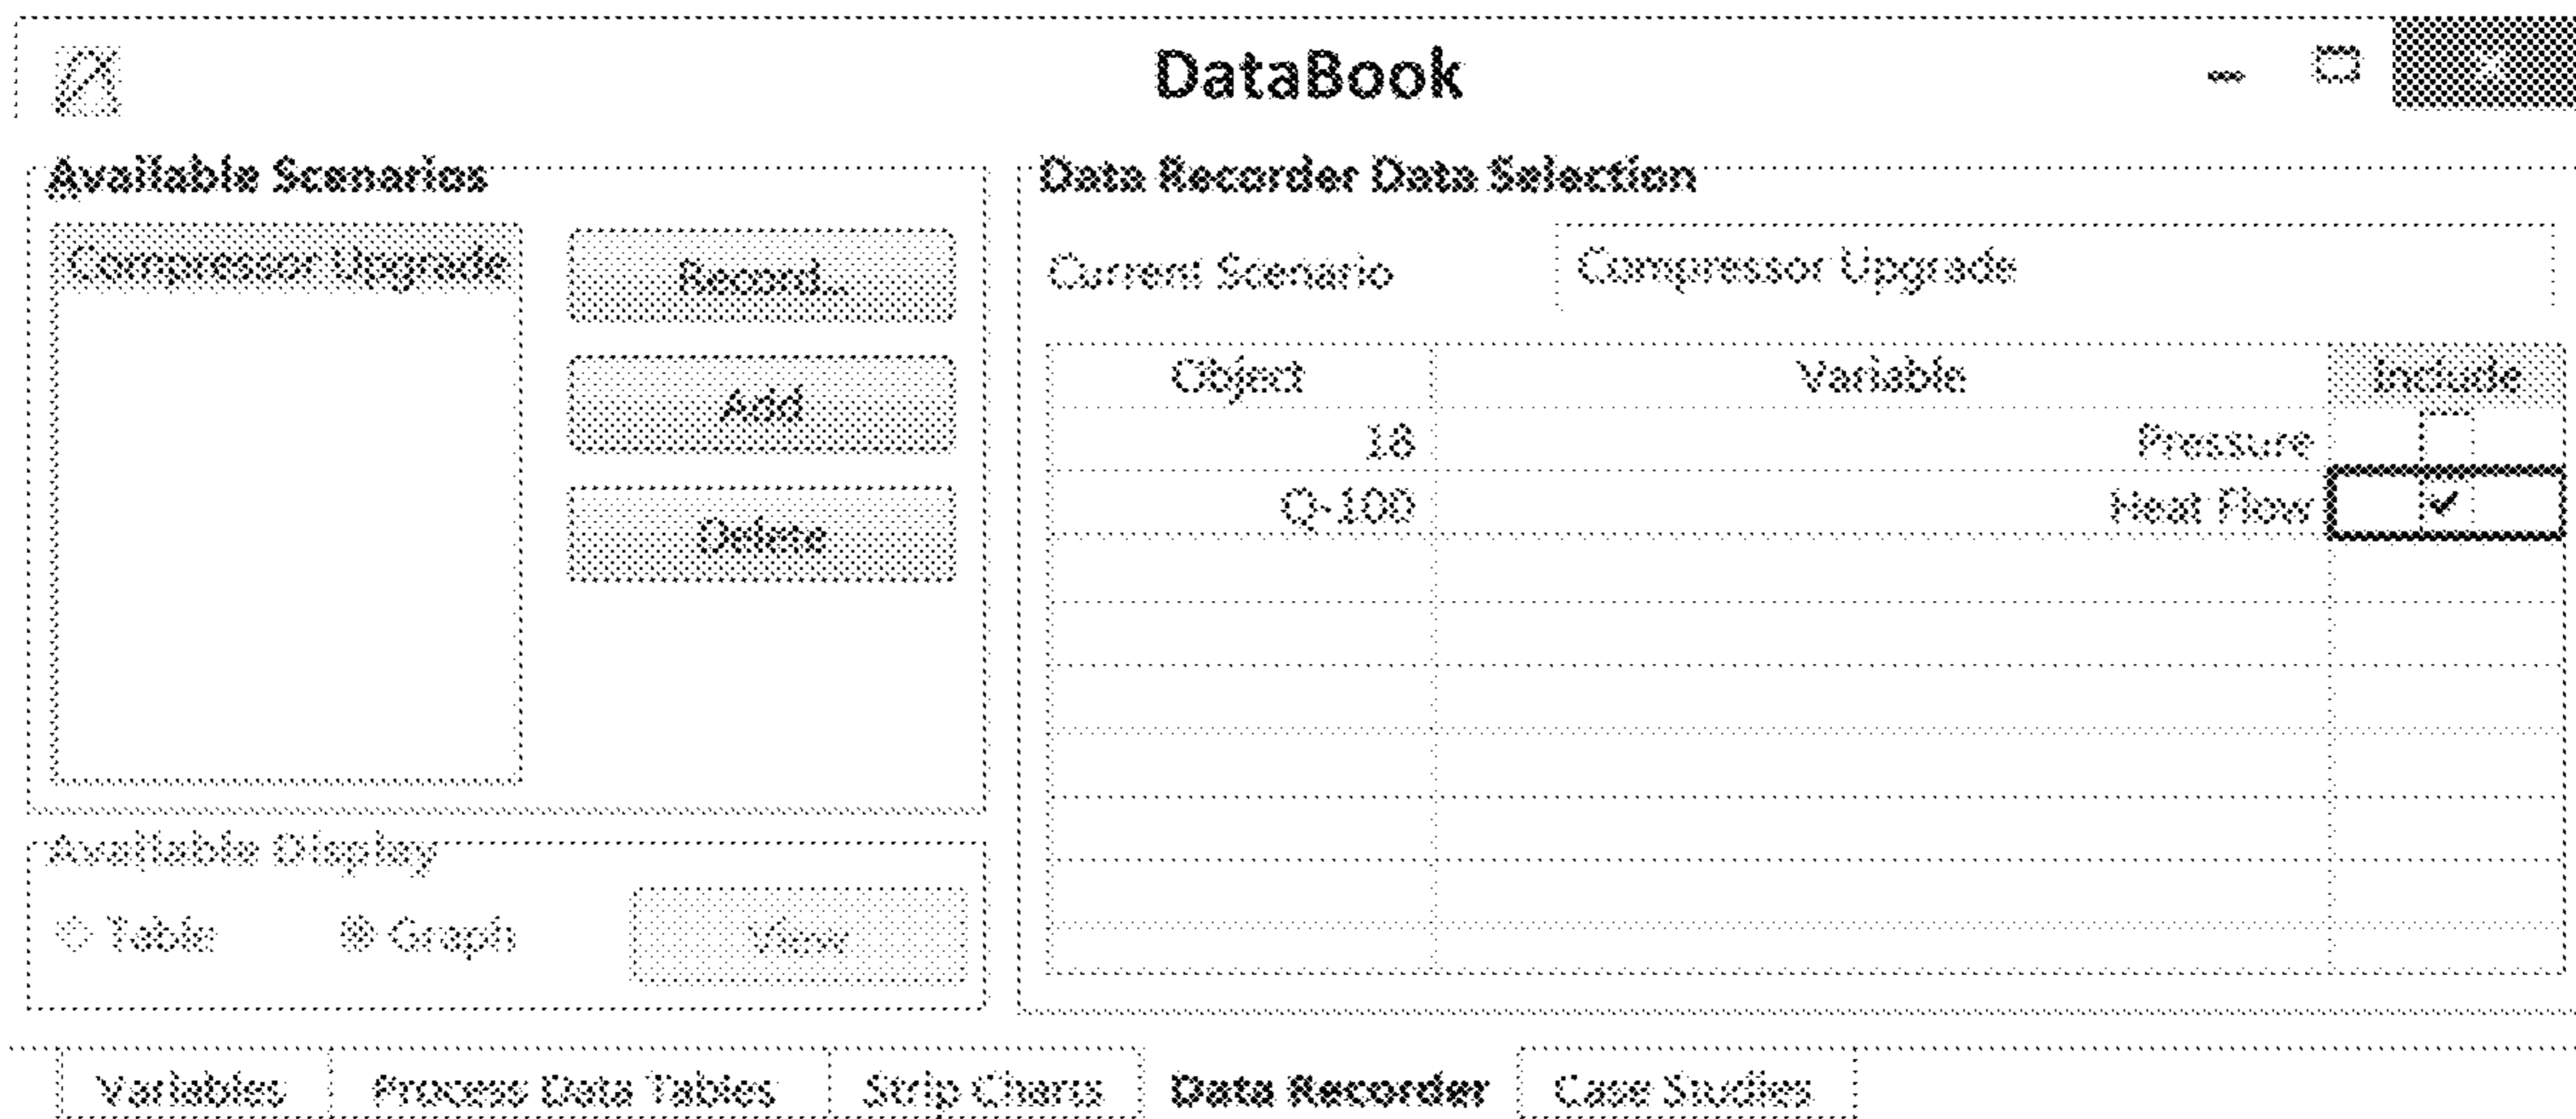 DataBook
Available Scenarios
Compressor Upgrade
Record...
Add
Delete
Available Display
Table Graph View
Data Recorder Data Selection
Current Scenario Compressor Upgrade
Object Variable Include
18 Pressure
Q-100 Heat Flow
Variables Process Data Tables Strip Charts Data Recorder Case Studies